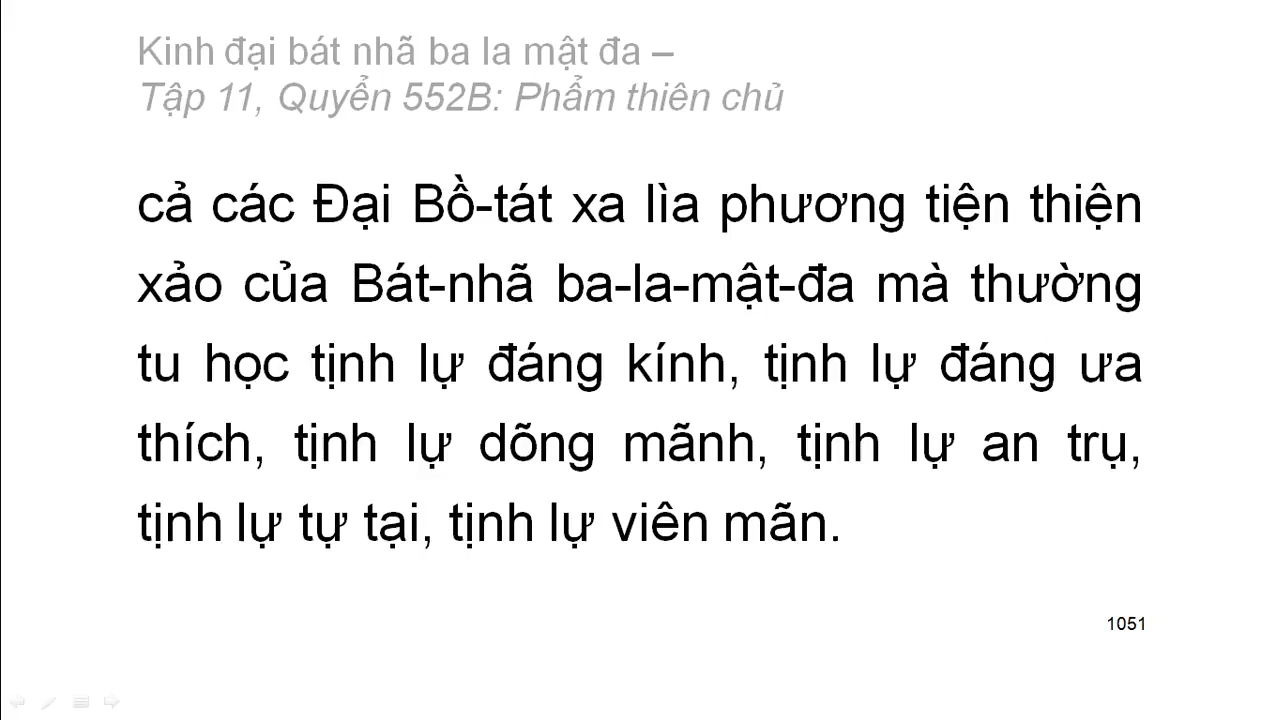 Kinh đại bát nhã ba la mật đa –
Tập 11, Quyển 552B: Phẩm thiên chủ
cả các Đại Bồ-tát xa lìa phương tiện thiện
xảo của Bát-nhã ba-la-mật-đa mà thường
tu học tịnh lự đáng kính, tịnh lự đáng ưa
thích, tịnh lự dõng mãnh, tịnh lự an trụ,
tịnh lự tự tại, tịnh lự viên mãn.
1051